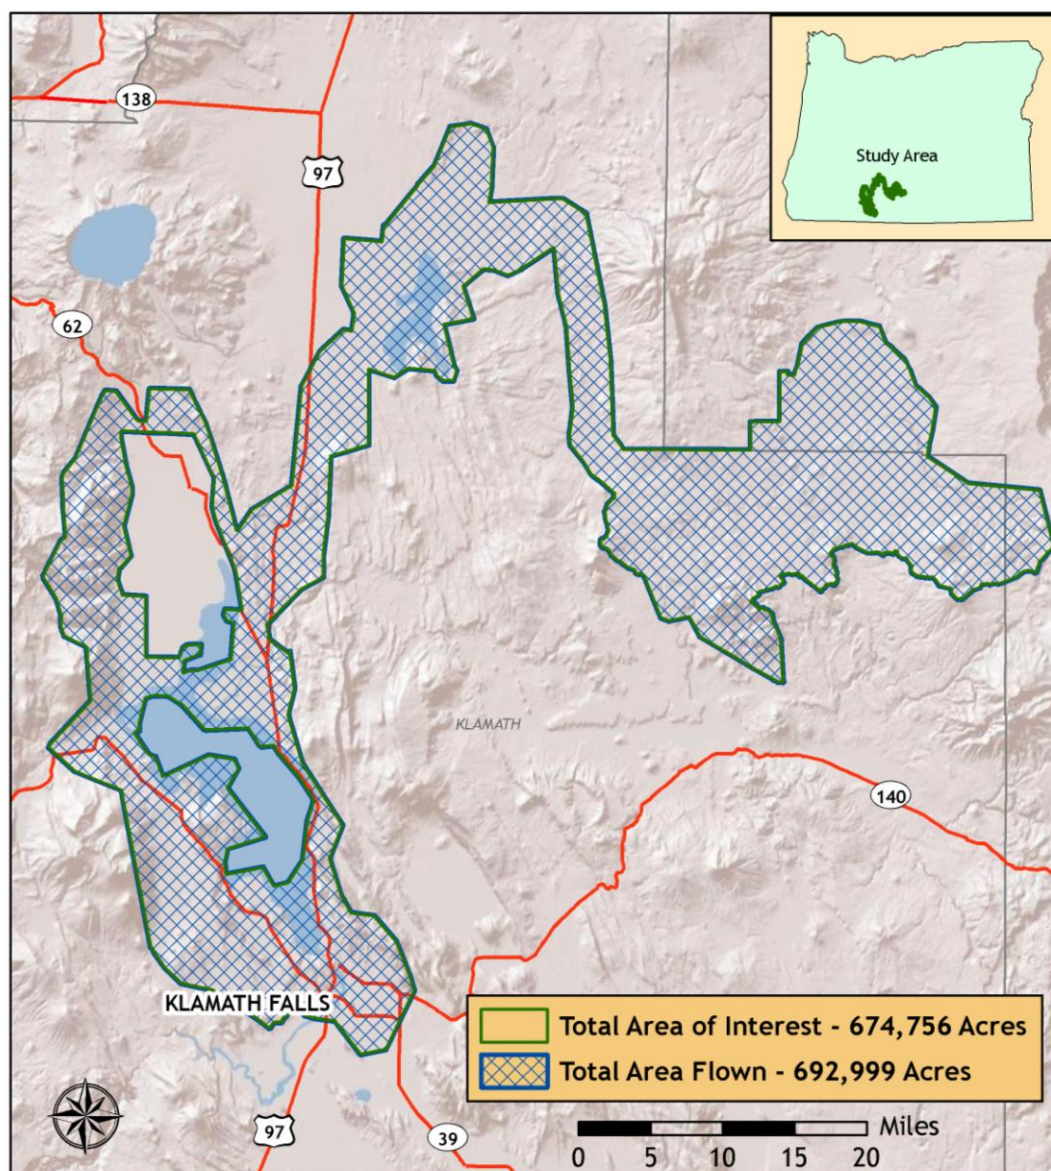 138
97
Study Area
62
KLAMATH
140
KLAMATH FALLS
Total Area of Interest - 674,756 Acres
Total Area Flown - 692,999 Acres
Miles
0 5 10 15 20
97
39